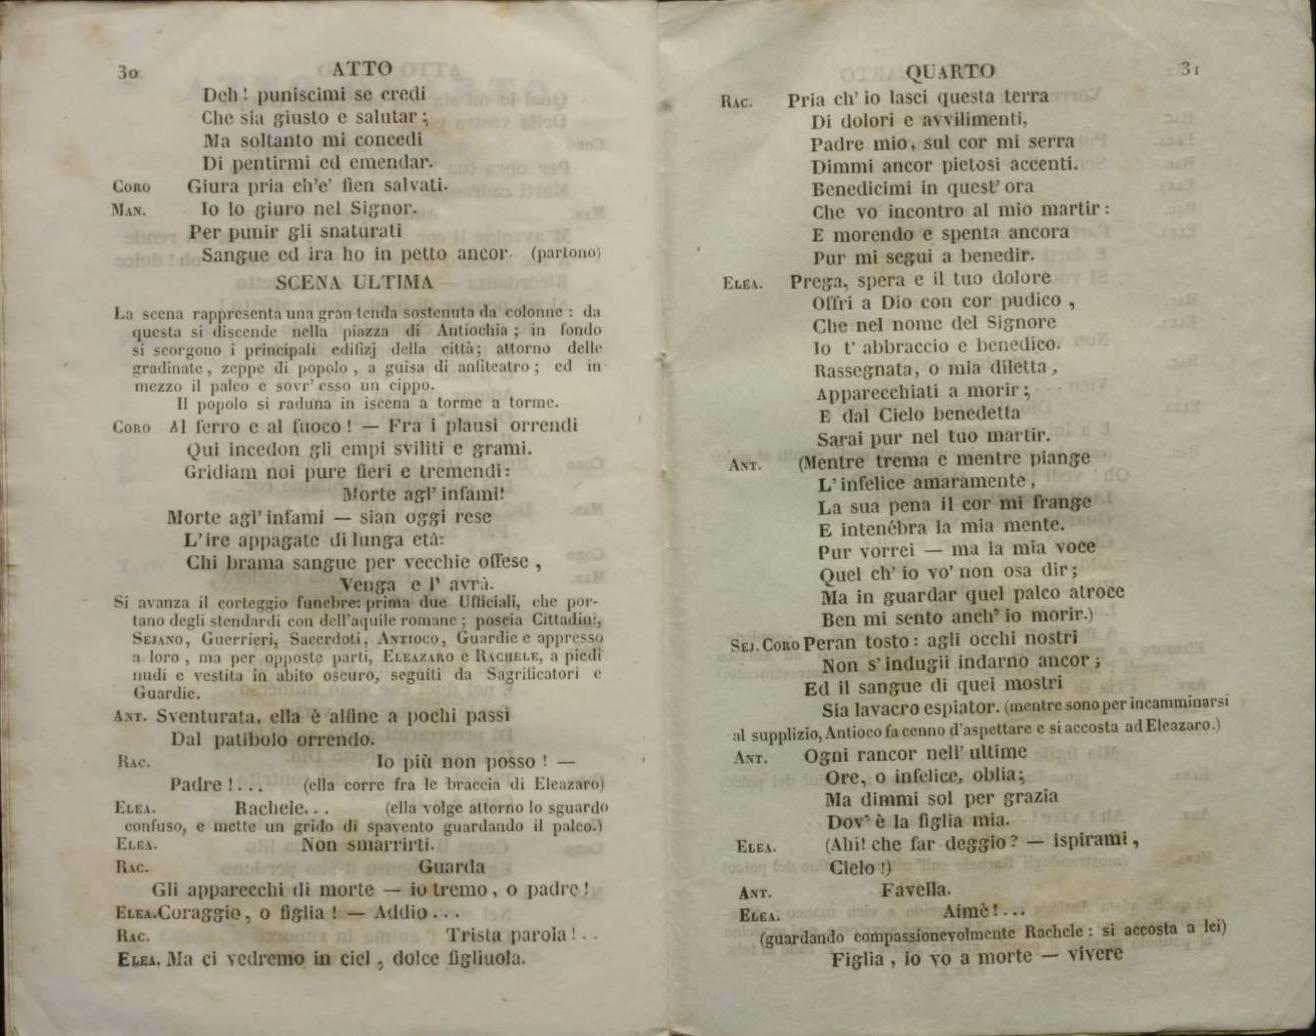 30 ATTO
Deh! puniscimi se credi
Che sia giusto e salutar;
Ma soltanto mi concedi
Di pentirmi ed emendar.
CORO Giura pria ch'e' fien salvati.
MAN. Io lo giuro nel Signor.
Per punir gli snaturati
Sangue ed ira ho in petto ancor. (partono)
SCENA ULTIMA
La scena rappresenta una gran tenda sostenuta da colonne: da
questa si discende nella piazza di Antiochia; in fondo
si scorgono i principali edifizj della città; attorno delle
gradinate, zeppe di popolo, a guisa di anfiteatro; ed in
mezzo il palco e sovr'esso un cippo.
Il popolo si raduna in iscena a torme a torme.
CORO Al ferro e al fuoco! — Fra i plausi orrendi
Qui incedon gli empi sviliti e grami.
Gridiam noi pure fieri e tremendi:
Morte agl'infami!
Morte agl'infami — sian oggi rese
L'ire appagate di lunga età:
Chi brama sangue per vecchie offese,
Venga e l' avrà.
Si avanza il corteggio funebre: prima due Ufficiali, che por-
tano degli stendardi con dell'aquile romane; poscia Cittadini,
SEJANO, Guerrieri, Sacerdoti, ANTIOCO, Guardie e appresso
a loro, ma per opposte parti, ELEAZARO e RACHELE, a piedi
nudi e vestita in abito oscuro, seguiti da Sagrificatori e
Guardie.
ANT. Sventurata, ella è alfine a pochi passi
Dal patibolo orrendo.
RAC. Io più non posso! —
Padre!... (ella corre fra le braccia di Eleazaro)
ELEA. Rachele... (ella volge attorno lo sguardo
confuso, e mette un grido di spavento guardando il palco.)
ELEA. Non smarrirti.
RAC. Guarda
Gli apparecchi di morte — io tremo, o padre!
ELEA. Coraggio, o figlia! — Addio...
RAC. Trista parola!..
ELEA. Ma ci vedremo in ciel, dolce figliuola.
QUARTO 31
RAC. Pria ch' io lasci questa terra
Di dolori e avvilimenti,
Padre mio, sul cor mi serra
Dimmi ancor pietosi accenti.
Benedicimi in quest' ora
Che vo incontro al mio martir:
E morendo e spenta ancora
Pur mi segui a benedir.
ELEA. Prega, spera e il tuo dolore
Offri a Dio con cor pudico,
Che nel nome del Signore
Io t' abbraccio e benedico.
Rassegnata, o mia diletta,
Apparecchiati a morir;
E dal Cielo benedetta
Sarai pur nel tuo martir.
ANT. (Mentre trema e mentre piange
L'infelice amaramente,
La sua pena il cor mi frange
E intenébra la mia mente.
Pur vorrei — ma la mia voce
Quel ch' io vo' non osa dir;
Ma in guardar quel palco atroce
Ben mi sento anch' io morir.)
SEJ. CORO Peran tosto: agli occhi nostri
Non s' indugii indarno ancor;
Ed il sangue di quei mostri
Sia lavacro espiator. (mentre sono per incamminarsi
al supplizio, Antioco fa cenno d'aspettare e si accosta ad Eleazaro.)
ANT. Ogni rancor nell' ultime
Ore, o infelice, oblia;
Ma dimmi sol per grazia
Dov' è la figlia mia.
ELEA. (Ahi! che far deggio? — ispirami,
Cielo!)
ANT. Favella.
ELEA. Aimè!...
(guardando compassionevolmente Rachele: si accosta a lei)
Figlia, io vo a morte — vivere